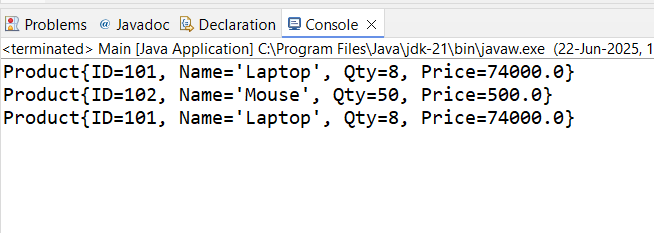 Problems @ Javadoc Declaration Console
<terminated> Main [Java Application] C:\Program Files\Java\jdk-21\bin\javaw.exe (22-Jun-2025, 1
Product{ID=101, Name='Laptop', Qty=8, Price=74000.0}
Product{ID=102, Name='Mouse', Qty=50, Price=500.0}
Product{ID=101, Name='Laptop', Qty=8, Price=74000.0}